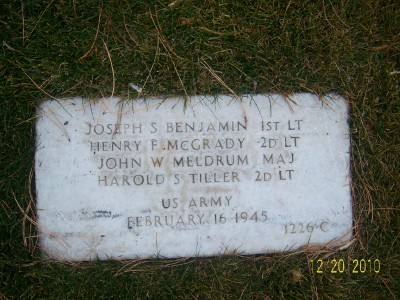 JOSEPH S BENJAMIN 1ST LT
HENRY F MCGRADY 2D LT
JOHN W MELDRUM MAJ
HAROLD S TILLER 2D LT
US ARMY
FEBRUARY 16 1945
1226-C
12 20 2010